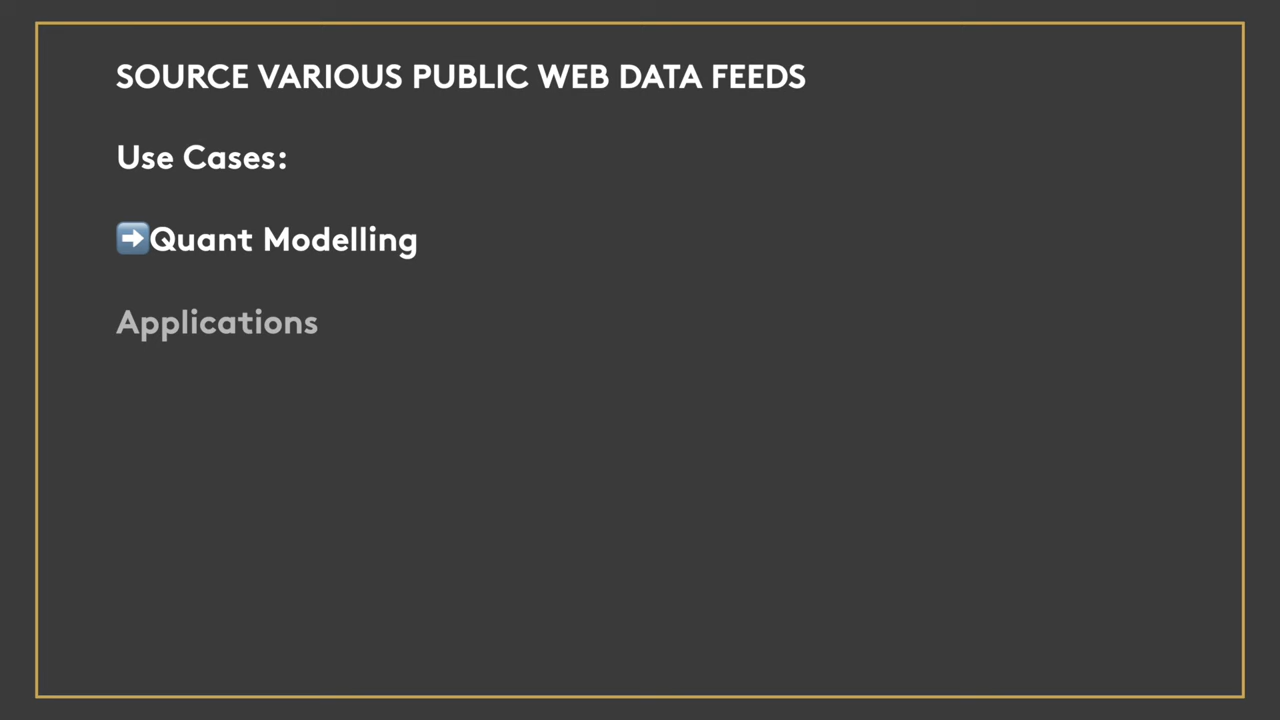 SOURCE VARIOUS PUBLIC WEB DATA FEEDS
Use Cases:
➡️Quant Modelling
Applications